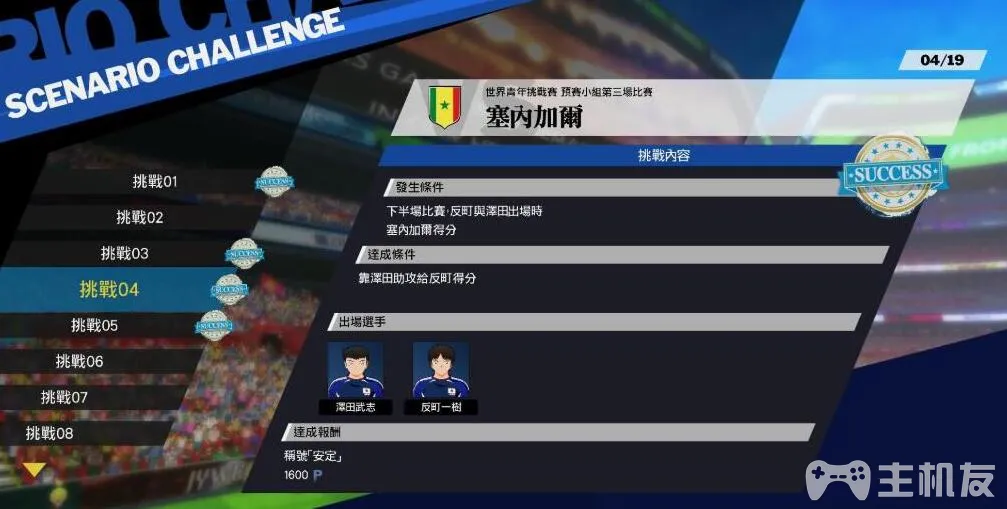 SCENARIO CHALLENGE
04/19
世界青年挑戰賽 預賽小組第三場比賽
塞內加爾
挑戰內容
SUCCESS
發生條件
下半場比賽,反町與澤田出場時
塞內加爾得分
達成條件
靠澤田助攻給反町得分
出場選手
澤田武志
反町一樹
達成報酬
稱號「安定」
1600 P
挑戰01
SUCCESS
挑戰02
挑戰03
SUCCESS
挑戰04
SUCCESS
挑戰05
SUCCESS
挑戰06
挑戰07
挑戰08
主机友